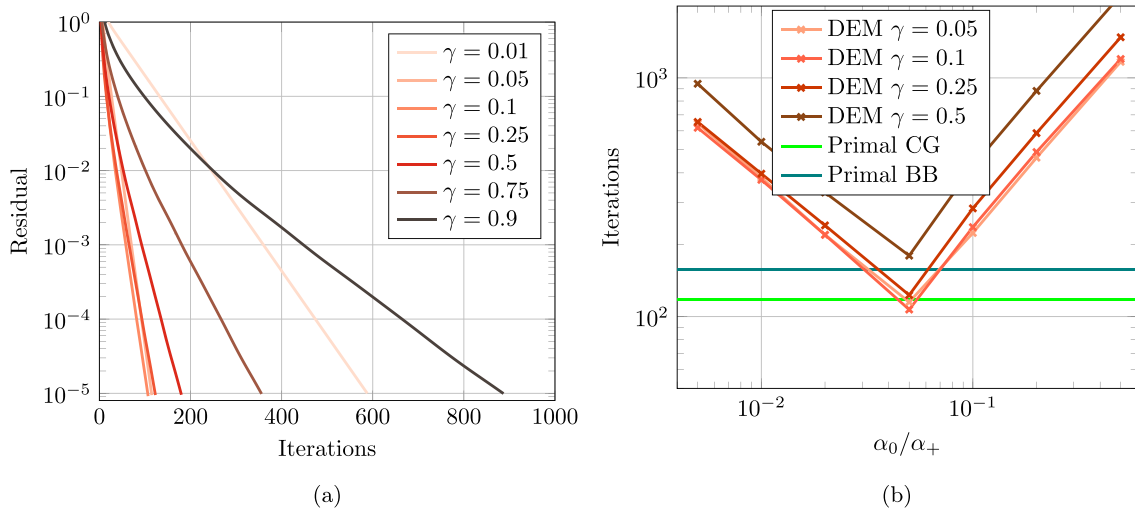 10^0
10^−1
10^−2
10^−3
10^−4
10^−5
Residual
0
200
400
600
800
1000
Iterations
γ = 0.01
γ = 0.05
γ = 0.1
γ = 0.25
γ = 0.5
γ = 0.75
γ = 0.9
(a)
10^3
10^2
Iterations
10^−2
10^−1
α_0/α_+
DEM γ = 0.05
DEM γ = 0.1
DEM γ = 0.25
DEM γ = 0.5
Primal CG
Primal BB
(b)